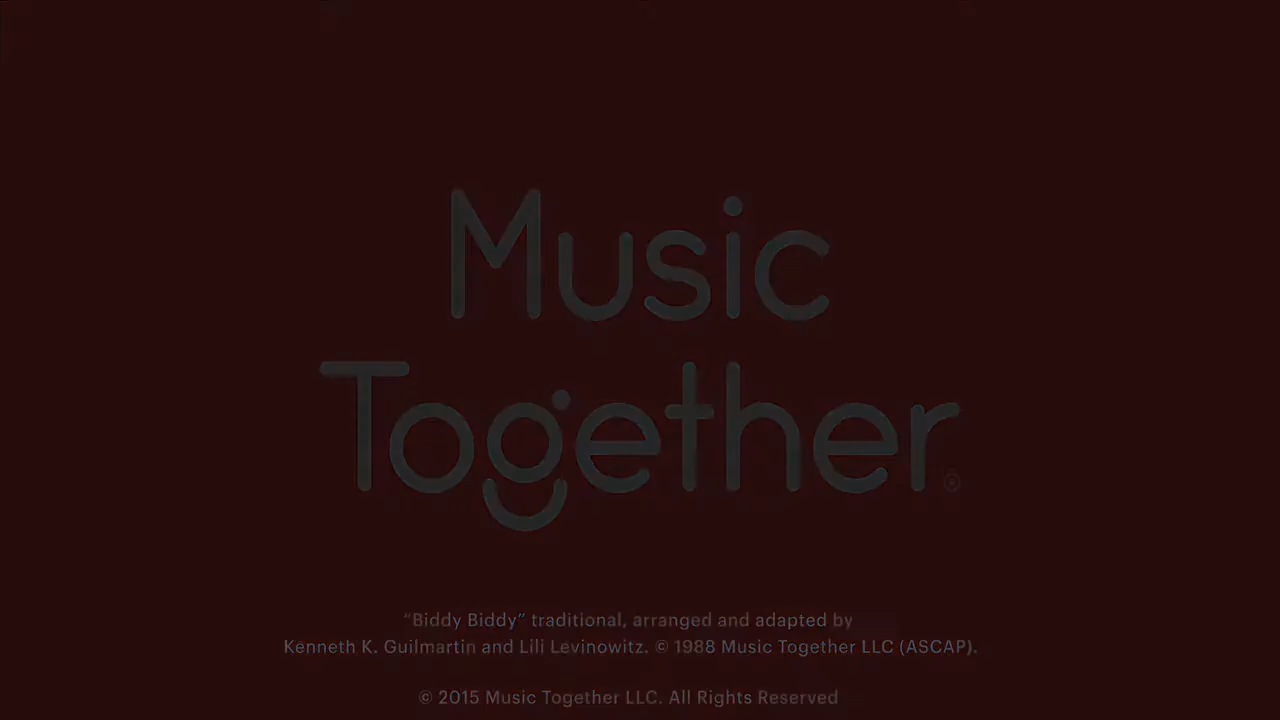 Music
Together®
“Biddy Biddy” traditional, arranged and adapted by
Kenneth K. Guilmartin and Lili Levinowitz. © 1988 Music Together LLC (ASCAP).
© 2015 Music Together LLC. All Rights Reserved